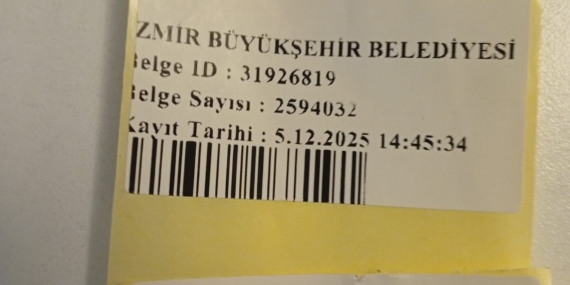 ZMİR BÜYÜKŞEHİR BELEDİYESİ
elge ID : 31926819
elge Sayısı : 2594032
Kayıt Tarihi : 5.12.2025 14:45:34